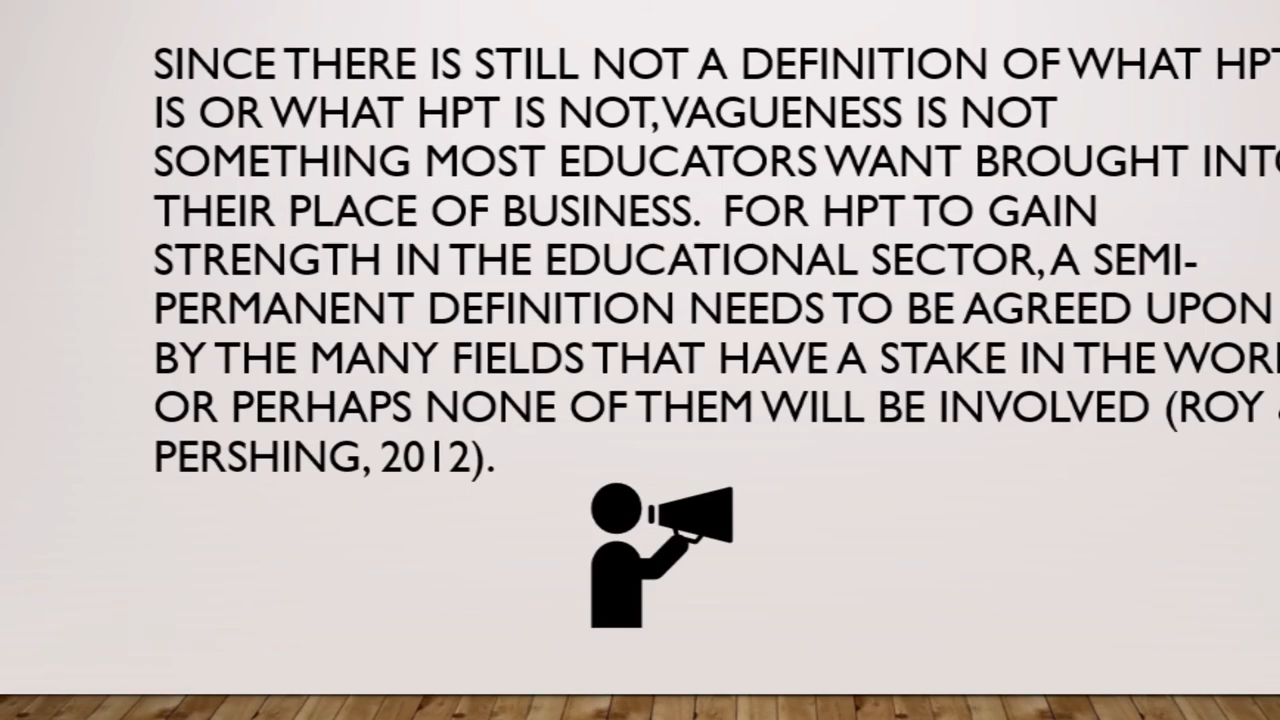 SINCE THERE IS STILL NOT A DEFINITION OF WHAT HPT
IS OR WHAT HPT IS NOT, VAGUENESS IS NOT
SOMETHING MOST EDUCATORS WANT BROUGHT INTO
THEIR PLACE OF BUSINESS.  FOR HPT TO GAIN
STRENGTH IN THE EDUCATIONAL SECTOR, A SEMI-
PERMANENT DEFINITION NEEDS TO BE AGREED UPON
BY THE MANY FIELDS THAT HAVE A STAKE IN THE
OR PERHAPS NONE OF THEM WILL BE INVOLVED (ROY
PERSHING, 2012).